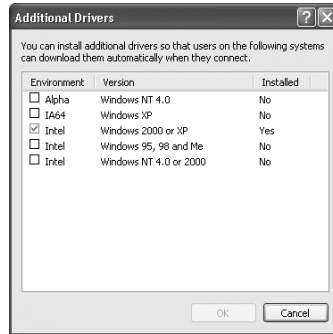 Additional Drivers
You can install additional drivers so that users on the following systems
can download them automatically when they connect.
Environment Version Installed
Alpha Windows NT 4.0 No
IA64 Windows XP No
Intel Windows 2000 or XP Yes
Intel Windows 95, 98 and Me No
Intel Windows NT 4.0 or 2000 No
OK Cancel